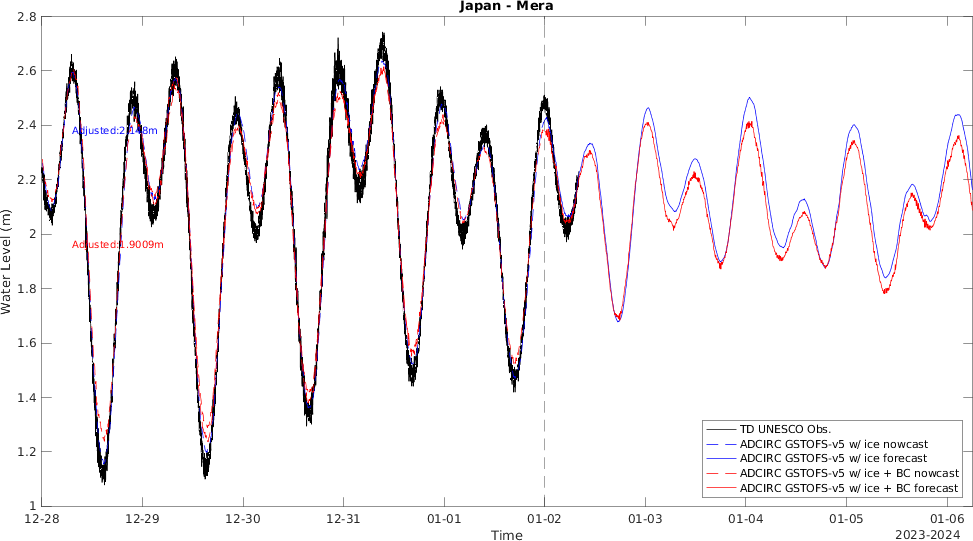 Japan - Mera
2.8
2.6
2.4
2.2
2
1.8
1.6
1.4
1.2
1
Water Level (m)
Adjusted:2.148m
Adjusted:1.9009m
TD UNESCO Obs.
ADCIRC GSTOFS-v5 w/ ice nowcast
ADCIRC GSTOFS-v5 w/ ice forecast
ADCIRC GSTOFS-v5 w/ ice + BC nowcast
ADCIRC GSTOFS-v5 w/ ice + BC forecast
12-28 12-29 12-30 12-31 01-01 01-02 01-03 01-04 01-05 01-06
Time
2023-2024